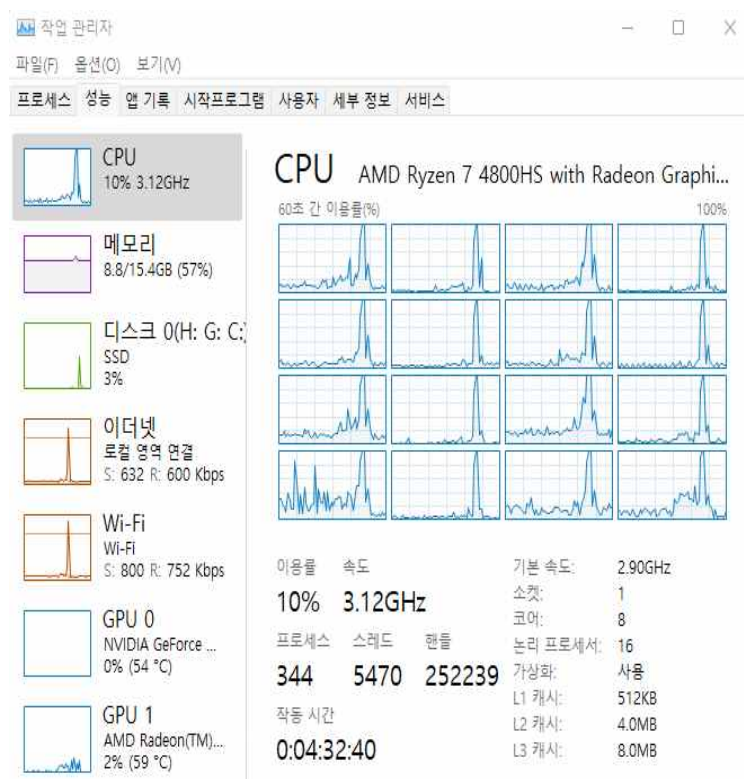 작업 관리자
파일(F) 옵션(O) 보기(V)
프로세스 성능 앱 기록 시작프로그램 사용자 세부 정보 서비스
CPU
10% 3.12GHz
메모리
8.8/15.4GB (57%)
디스크 0(H: G: C:)
SSD
3%
이더넷
로컬 영역 연결
S: 632 R: 600 Kbps
Wi-Fi
Wi-Fi
S: 800 R: 752 Kbps
GPU 0
NVIDIA GeForce ...
0% (54 °C)
GPU 1
AMD Radeon(TM)...
2% (59 °C)
CPU AMD Ryzen 7 4800HS with Radeon Graphi...
60초 간 이용률(%) 100%
이용률 속도
10% 3.12GHz
프로세스 스레드 핸들
344 5470 252239
작동 시간
0:04:32:40
기본 속도: 2.90GHz
소켓: 1
코어: 8
논리 프로세서: 16
가상화: 사용
L1 캐시: 512KB
L2 캐시: 4.0MB
L3 캐시: 8.0MB